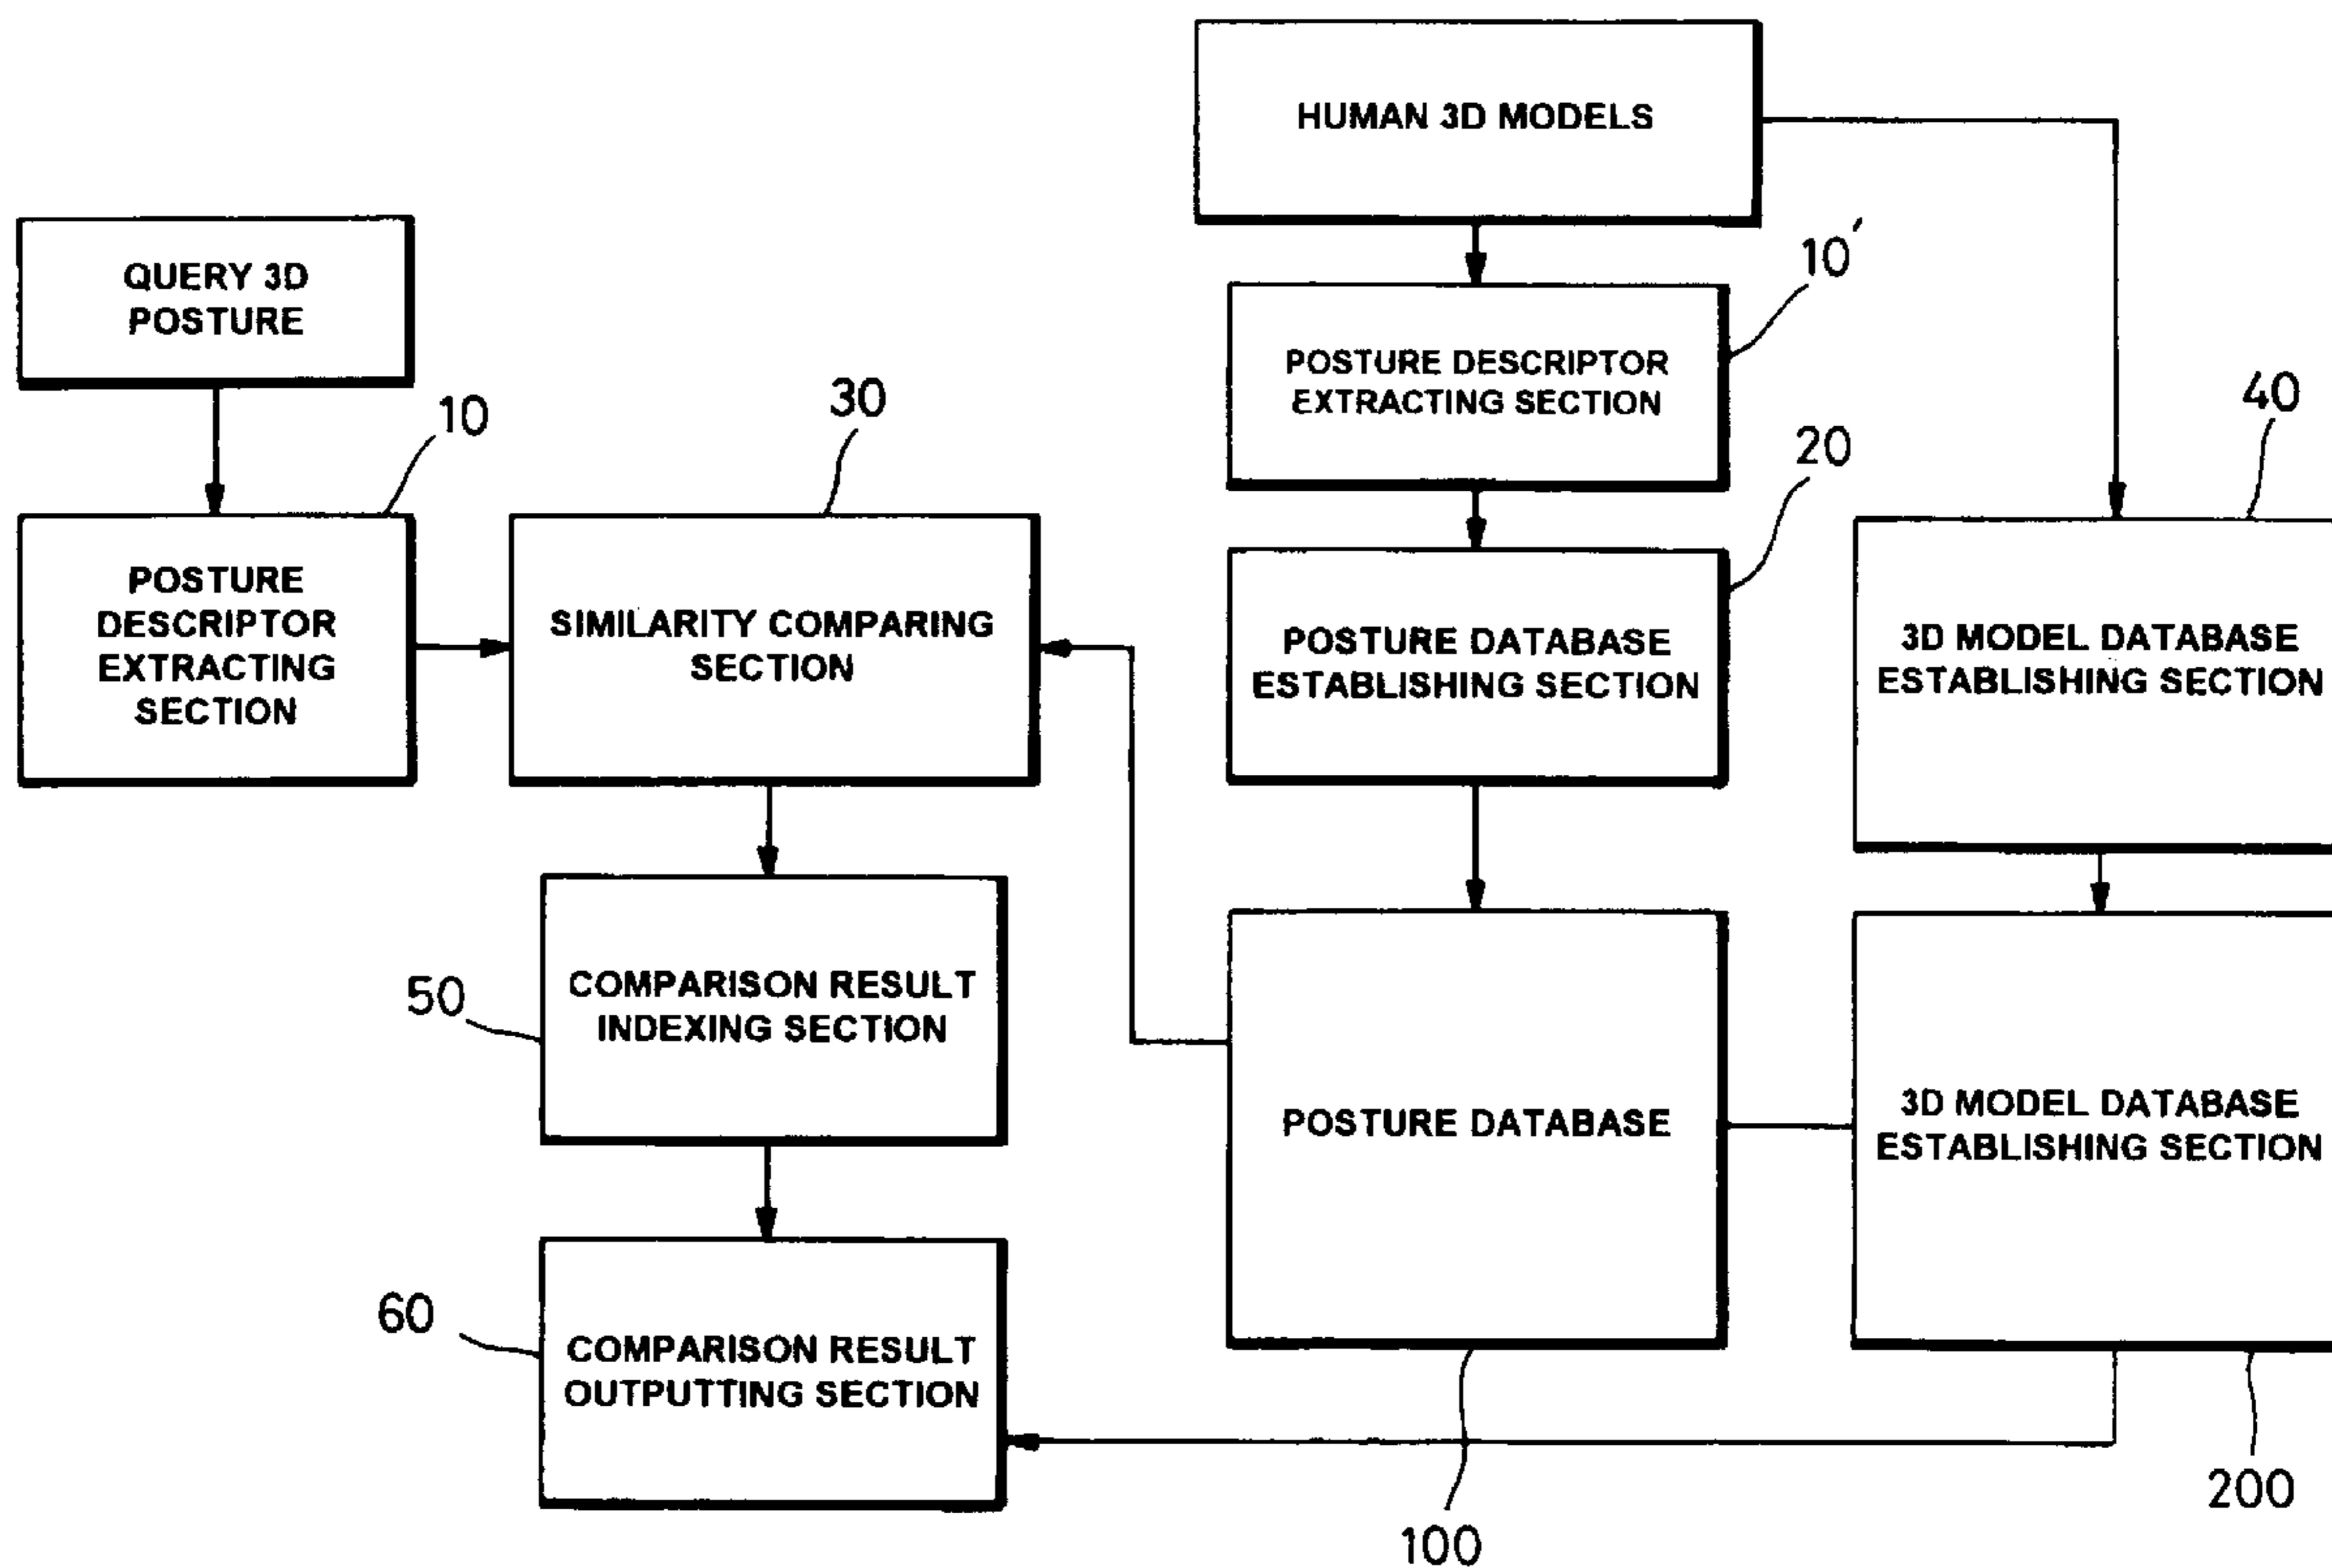 HUMAN 3D MODELS
QUERY 3D
POSTURE
10
30
10′
POSTURE DESCRIPTOR
EXTRACTING SECTION
20
40
POSTURE
DESCRIPTOR
EXTRACTING
SECTION
SIMILARITY COMPARING
SECTION
POSTURE DATABASE
ESTABLISHING SECTION
3D MODEL DATABASE
ESTABLISHING SECTION
50
COMPARISON RESULT
INDEXING SECTION
POSTURE DATABASE
3D MODEL DATABASE
ESTABLISHING SECTION
60
COMPARISON RESULT
OUTPUTTING SECTION
100
200